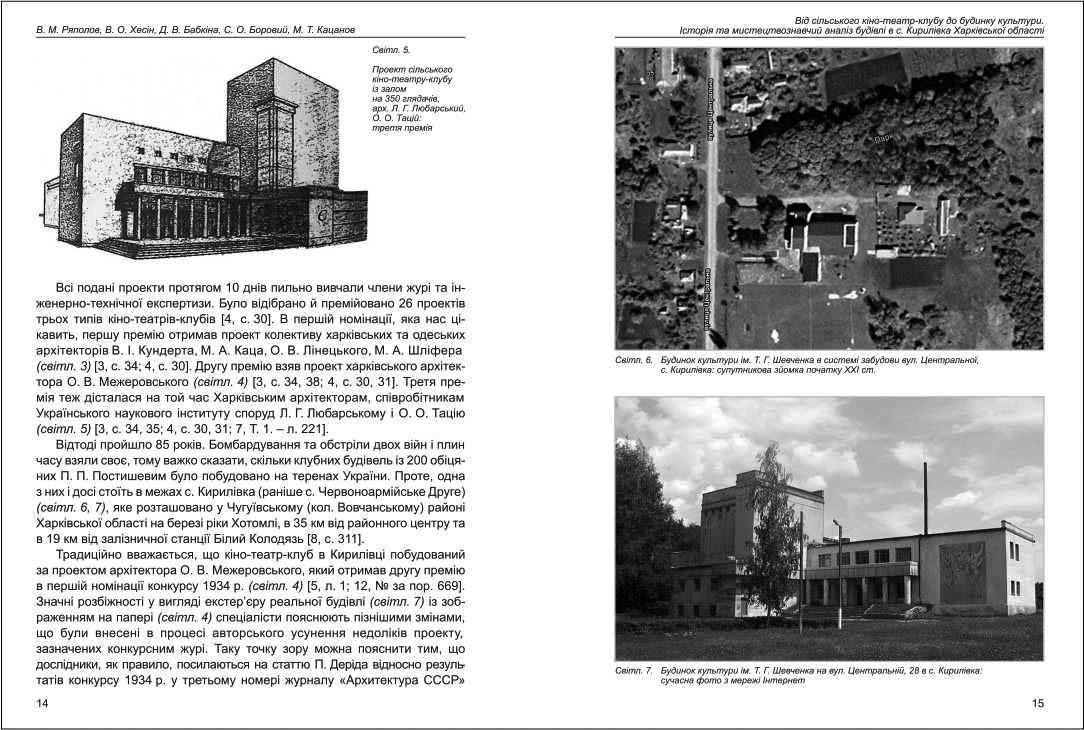 В. М. Ряполов, В. О. Хесін, Д. В. Бабкіна, С. О. Боровий, М. Т. Кацанов
Світл. 5.
Проект сільського
кіно-театру-клубу
із залом
на 350 глядачів,
арх. Л. Г. Любарський,
О. О. Тацій:
третя премія
Всі подані проекти протягом 10 днів пильно вивчали члени журі та ін-
женерно-технічної експертизи. Було відібрано й премійовано 26 проектів
трьох типів кіно-театрів-клубів [4, с. 30]. В першій номінації, яка нас ці-
кавить, першу премію отримав проект колективу харківських та одеських
архітекторів В. І. Кундерта, М. А. Каца, О. В. Лінецького, М. А. Шліфера
(світл. 3) [3, с. 34; 4, с. 30]. Другу премію взяв проект харківського архітек-
тора О. В. Межеровського (світл. 4) [3, с. 34, 38; 4, с. 30, 31]. Третя пре-
мія теж дісталася на той час Харківським архітекторам, співробітникам
Українського наукового інституту споруд Л. Г. Любарському і О. О. Тацію
(світл. 5) [3, с. 34, 35; 4, с. 30, 31; 7, Т. 1. – л. 221].
Відтоді пройшло 85 років. Бомбардування та обстріли двох війн і плин
часу взяли своє, тому важко сказати, скільки клубних будівель із 200 обіця-
них П. П. Постишевим було побудовано на теренах України. Проте, одна
з них і досі стоїть в межах с. Кирилівка (раніше с. Червоноармійське Друге)
(світл. 6, 7), яке розташовано у Чугуївському (кол. Вовчанському) районі
Харківської області на березі ріки Хотомлі, в 35 км від районного центру та
в 19 км від залізничної станції Білий Колодязь [8, с. 311].
Традиційно вважається, що кіно-театр-клуб в Кирилівці побудований
за проектом архітектора О. В. Межеровського, який отримав другу премію
в першій номінації конкурсу 1934 р. (світл. 4) [5, л. 1; 12, № за пор. 669].
Значні розбіжності у вигляді екстер’єру реальної будівлі (світл. 7) із зоб-
раженням на папері (світл. 4) спеціалісти пояснюють пізнішими змінами,
що були внесені в процесі авторського усунення недоліків проекту,
зазначених конкурсним журі. Таку точку зору можна пояснити тим, що
дослідники, як правило, посилаються на статтю П. Деріда відносно резуль-
татів конкурсу 1934 р. у третьому номері журналу «Архитектура СССР»
14
Від сільського кіно-театр-клубу до будинку культури.
Історія та мистецтвознавчий аналіз будівлі в с. Кирилівка Харківської області
Парк
Світл. 6. Будинок культури ім. Т. Г. Шевченка в системі забудови вул. Центральної,
с. Кирилівка: супутникова зйомка початку XXI ст.
Світл. 7. Будинок культури ім. Т. Г. Шевченка на вул. Центральній, 28 в с. Кирилівка:
сучасна фото з мережі Інтернет
15